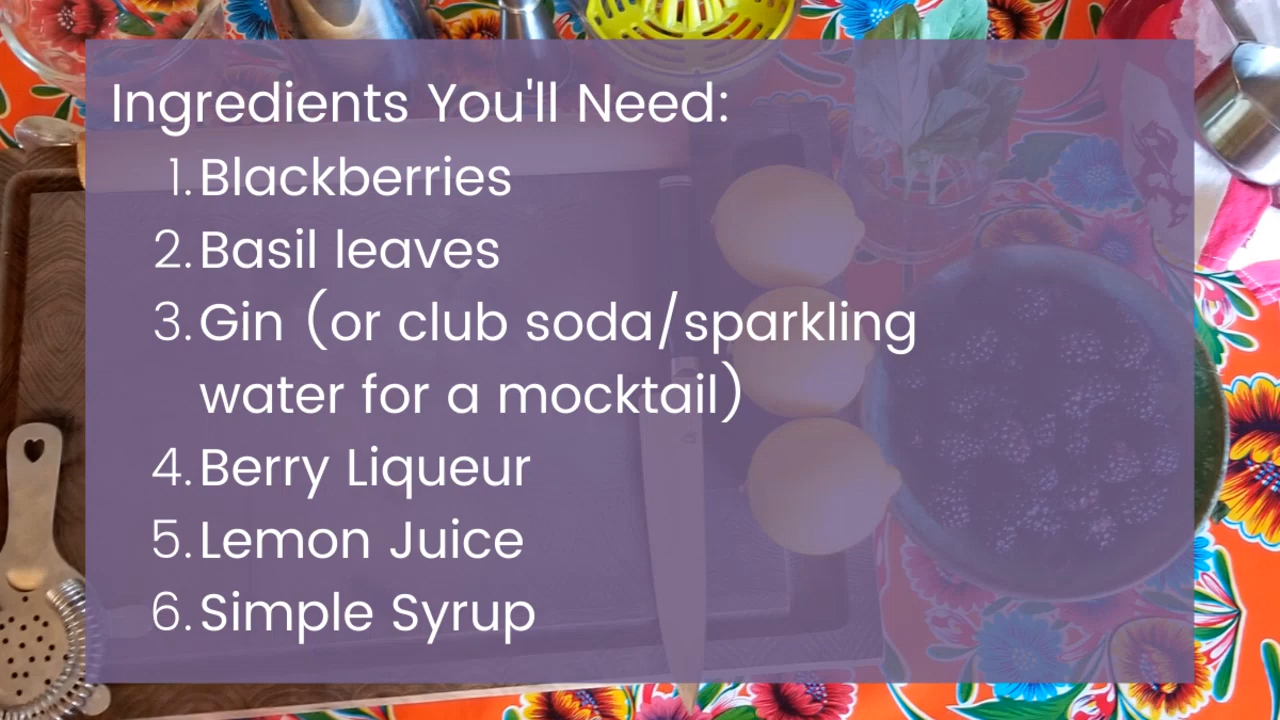 Ingredients You'll Need:
1. Blackberries
2. Basil leaves
3. Gin (or club soda/sparkling
water for a mocktail)
4. Berry Liqueur
5. Lemon Juice
6. Simple Syrup